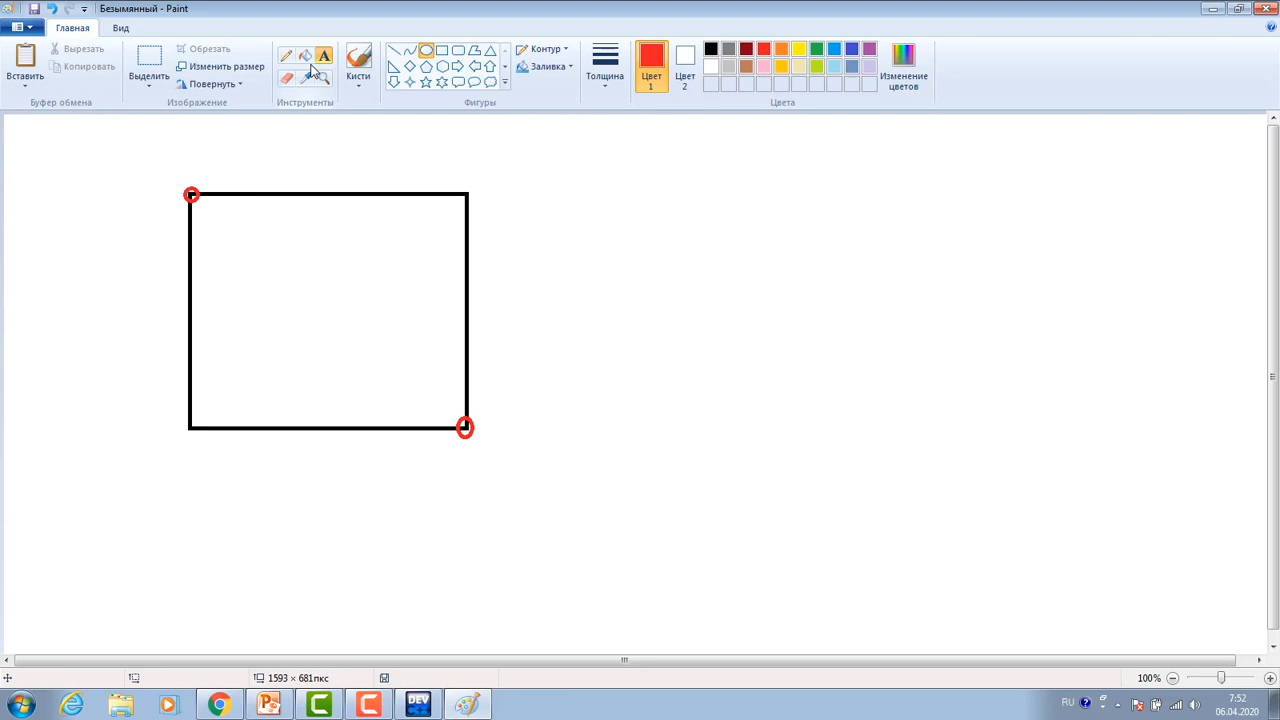 Безымянный - Paint
Главная
Вид
Вставить
Вырезать
Копировать
Буфер обмена
Выделить
Обрезать
Изменить размер
Повернуть
Изображение
A
Инструменты
Кисти
Фигуры
Контур
Заливка
Толщина
Цвет 1
Цвет 2
Цвета
Изменение цветов
1593 × 681пкс
100%
DEV
RU
7:52
06.04.2020